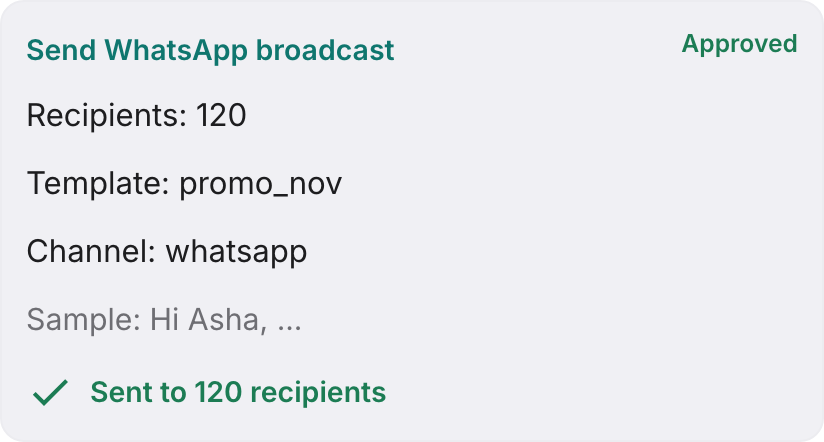 Send WhatsApp broadcast
Approved
Recipients: 120
Template: promo_nov
Channel: whatsapp
Sample: Hi Asha, ...
Sent to 120 recipients